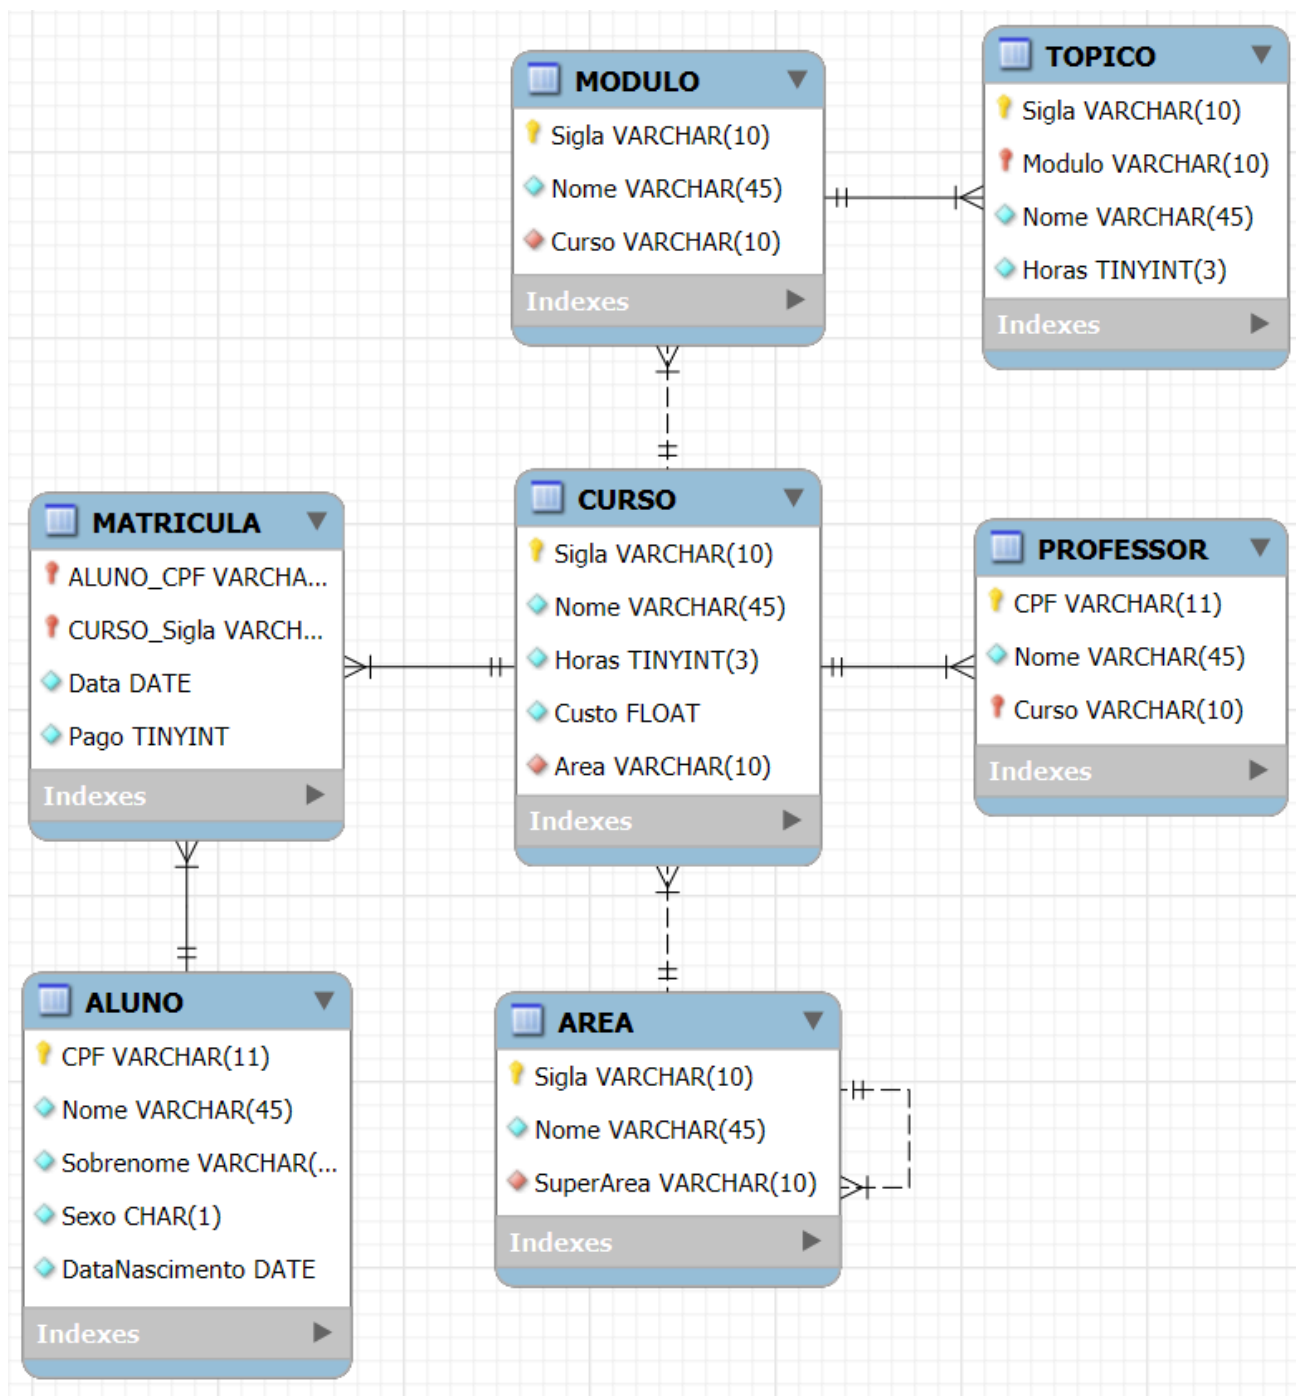 MODULO
Sigla VARCHAR(10)
Nome VARCHAR(45)
Curso VARCHAR(10)
Indexes
TOPICO
Sigla VARCHAR(10)
Modulo VARCHAR(10)
Nome VARCHAR(45)
Horas TINYINT(3)
Indexes
MATRICULA
ALUNO_CPF VARCHA...
CURSO_Sigla VARCH...
Data DATE
Pago TINYINT
Indexes
CURSO
Sigla VARCHAR(10)
Nome VARCHAR(45)
Horas TINYINT(3)
Custo FLOAT
Area VARCHAR(10)
Indexes
PROFESSOR
CPF VARCHAR(11)
Nome VARCHAR(45)
Curso VARCHAR(10)
Indexes
ALUNO
CPF VARCHAR(11)
Nome VARCHAR(45)
Sobrenome VARCHAR(...
Sexo CHAR(1)
DataNascimento DATE
Indexes
AREA
Sigla VARCHAR(10)
Nome VARCHAR(45)
SuperArea VARCHAR(10)
Indexes